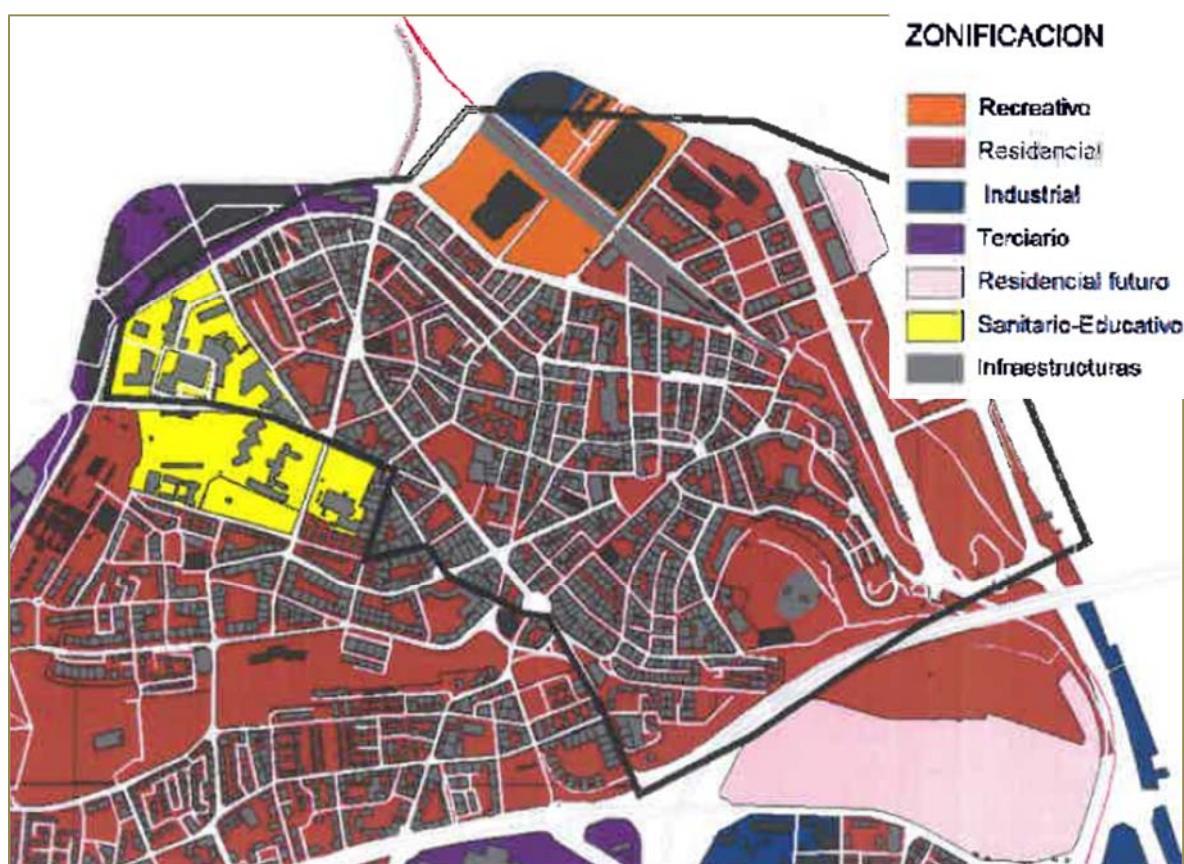 ZONIFICACION
Recreativo
Residencial
Industrial
Terciario
Residencial futuro
Sanitario-Educativo
Infraestructuras